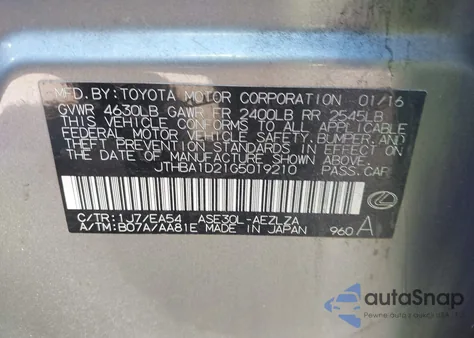 MFD. BY: TOYOTA MOTOR CORPORATION 01/16
GVWR 4630LB GAWR FR 2400LB RR 2545LB
THIS VEHICLE CONFORMS TO ALL APPLICABLE
FEDERAL MOTOR VEHICLE SAFETY, BUMPER, AND
THEFT PREVENTION STANDARDS IN EFFECT ON
THE DATE OF MANUFACTURE SHOWN ABOVE.
JTHBA1D21G5019210 PASS.CAR
C/TR:1J7/EA54 ASE30L-AEZLZA
A/TM:B07A/AA81E MADE IN JAPAN 960 A
autoSnap